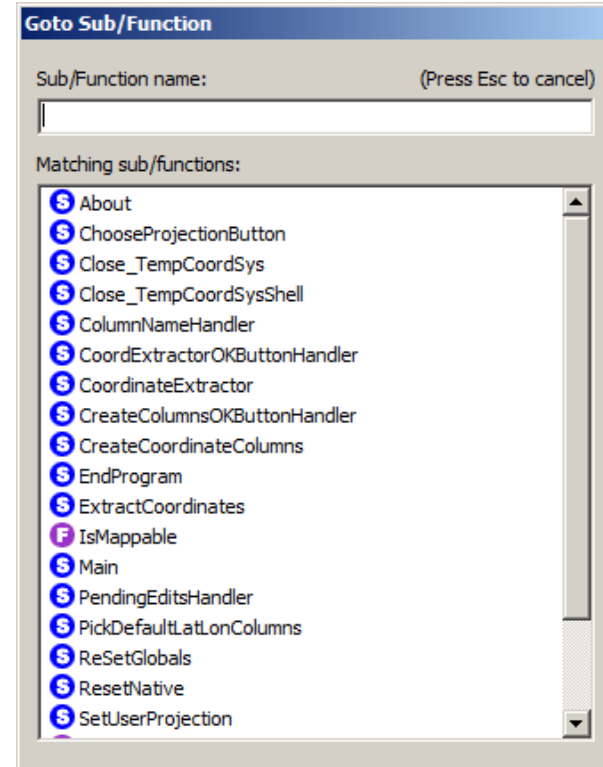 Goto Sub/Function
Sub/Function name: (Press Esc to cancel)
Matching sub/functions:
S About
S ChooseProjectionButton
S Close_TempCoordSys
S Close_TempCoordSysShell
S ColumnNameHandler
S CoordExtractorOKButtonHandler
S CoordinateExtractor
S CreateColumnsOKButtonHandler
S CreateCoordinateColumns
S EndProgram
S ExtractCoordinates
F IsMappable
S Main
S PendingEditsHandler
S PickDefaultLatLonColumns
S ReSetGlobals
S ResetNative
S SetUserProjection